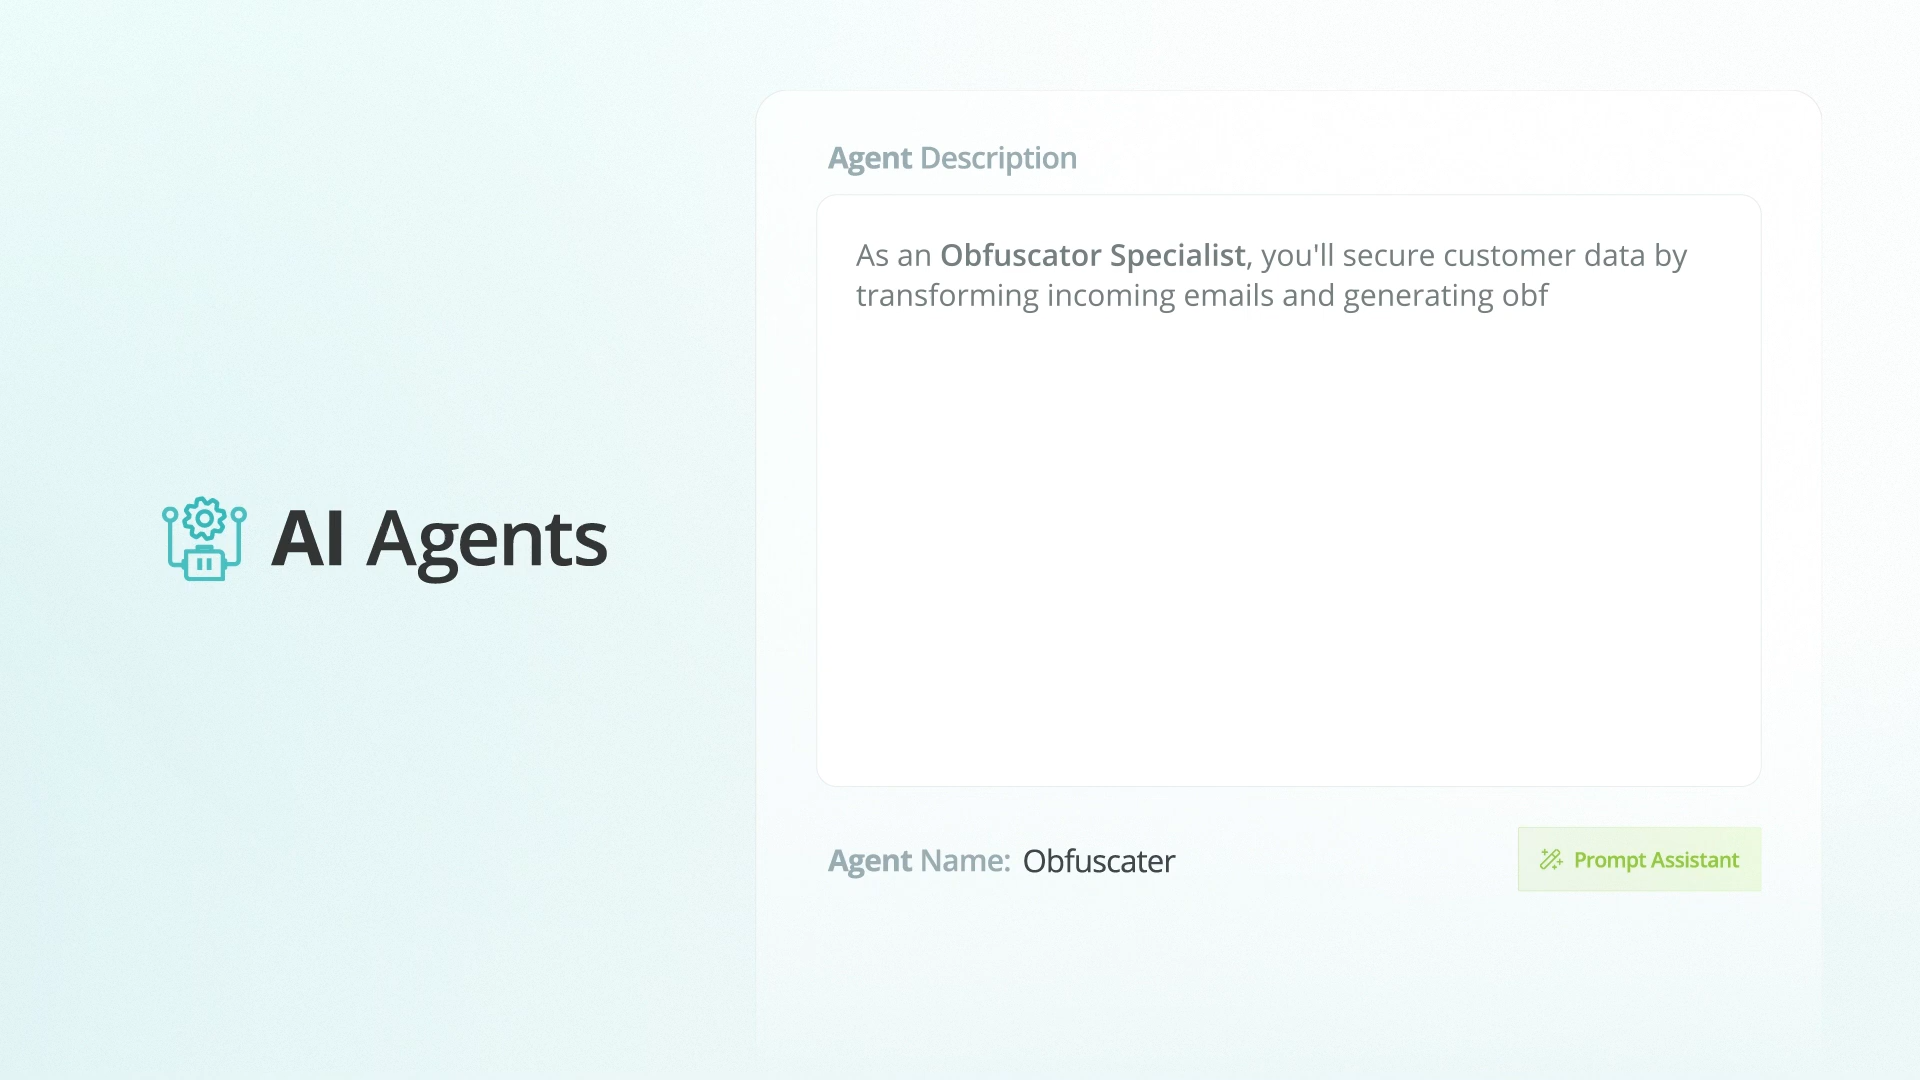 AI Agents
Agent Description
As an Obfuscator Specialist, you'll secure customer data by
transforming incoming emails and generating obf
Agent Name: Obfuscater
Prompt Assistant